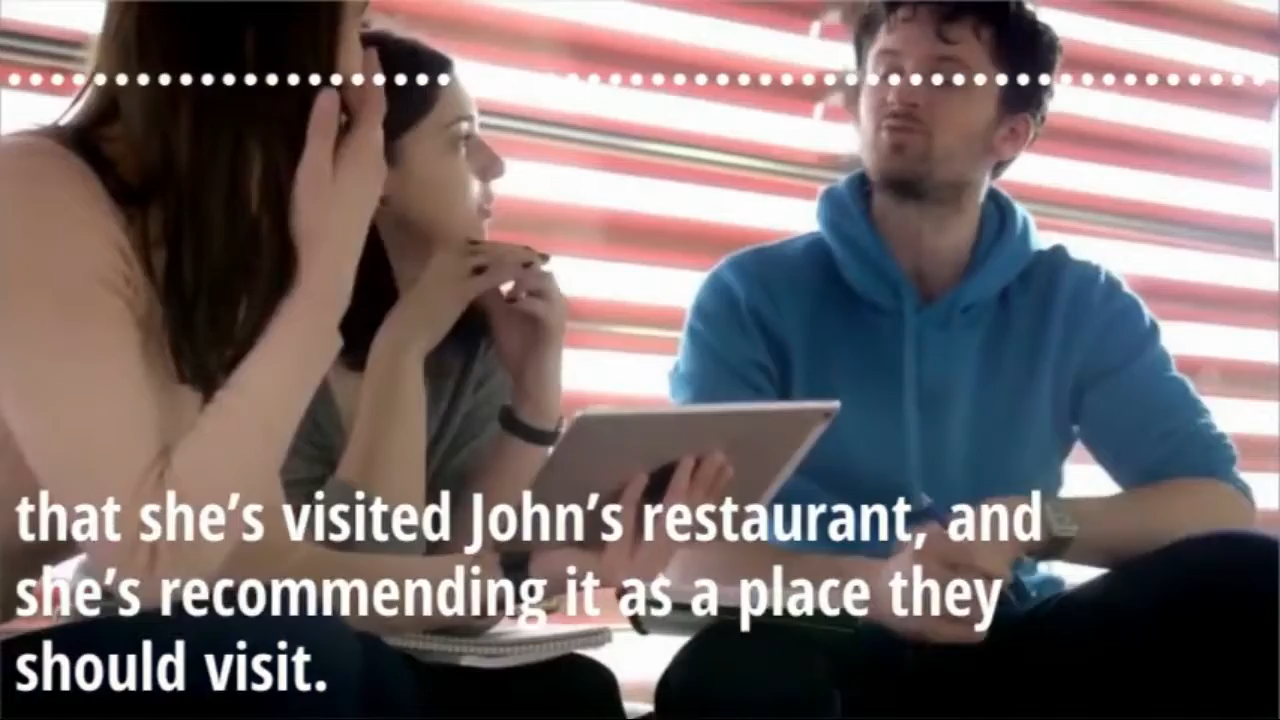 that she’s visited John’s restaurant, and
she’s recommending it as a place they
should visit.